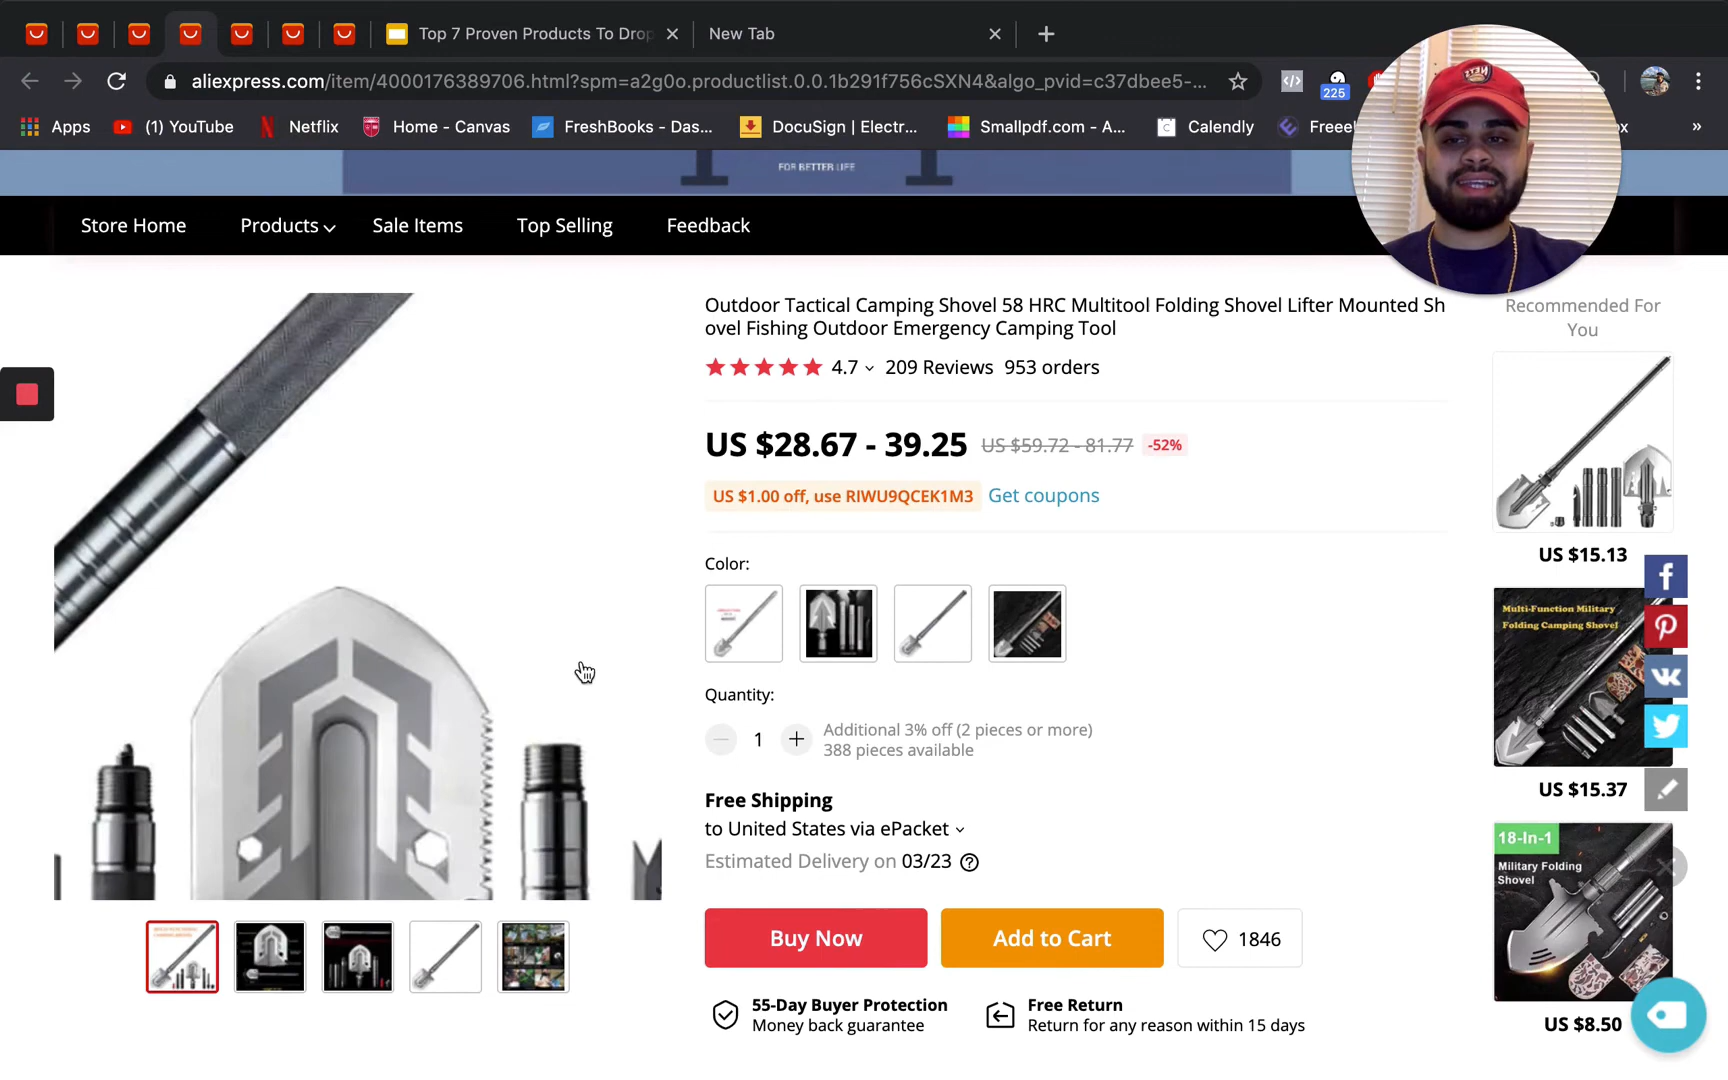 Top 7 Proven Products To Drop
New Tab
aliexpress.com/item/4000176389706.html?spm=a2g0o.productlist.0.0.1b291f756cSXN4&algo_pvid=c37dbee5-...
225
Apps
(1) YouTube
Netflix
Home - Canvas
FreshBooks - Das...
DocuSign | Electr...
Smallpdf.com - A...
Calendly
»
FOR BETTER LIFE
Store Home
Products
Sale Items
Top Selling
Feedback
Outdoor Tactical Camping Shovel 58 HRC Multitool Folding Shovel Lifter Mounted Sh
ovel Fishing Outdoor Emergency Camping Tool
4.7
209 Reviews
953 orders
US $28.67 - 39.25
US $59.72 - 81.77
-52%
US $1.00 off, use RIWU9QCEK1M3
Get coupons
Color:
Quantity:
1
Additional 3% off (2 pieces or more)
388 pieces available
Free Shipping
to United States via ePacket
Estimated Delivery on 03/23
Buy Now
Add to Cart
1846
55-Day Buyer Protection
Money back guarantee
Free Return
Return for any reason within 15 days
Recommended For
You
US $15.13
Multi-Function Military
Folding Camping Shovel
US $15.37
18-In-1
Military Folding
Shovel
US $8.50